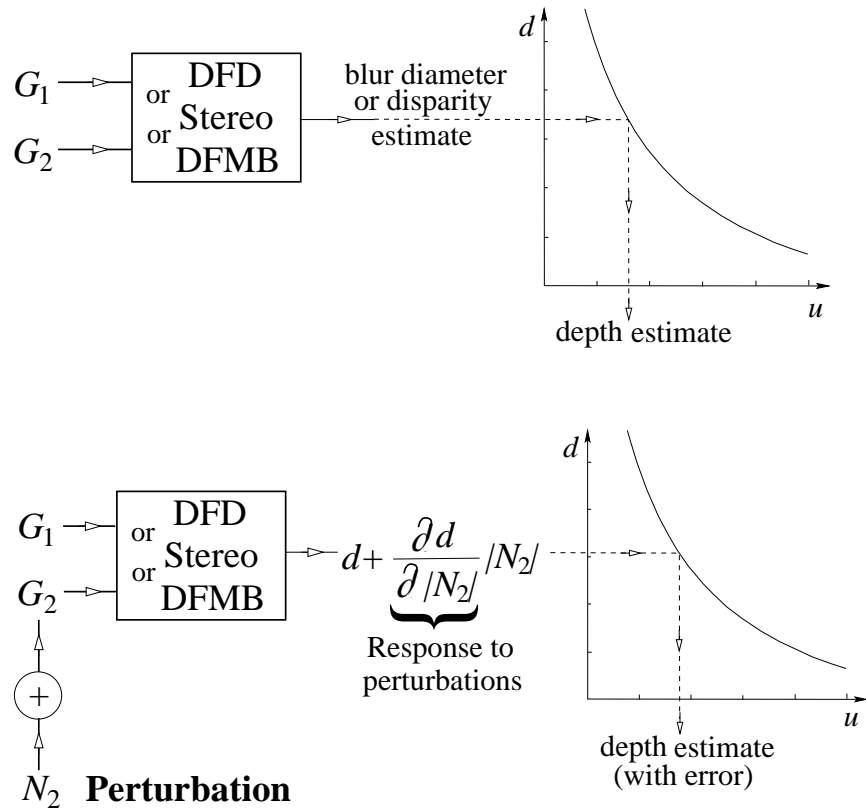 d
G₁
or DFD
or Stereo
DFMB
G₂
blur diameter
or disparity
estimate
u
depth estimate
d
G₁
or DFD
or Stereo
DFMB
G₂
d + ∂d / ∂|N₂| |N₂|
Response to
perturbations
u
+
depth estimate
(with error)
N₂ Perturbation